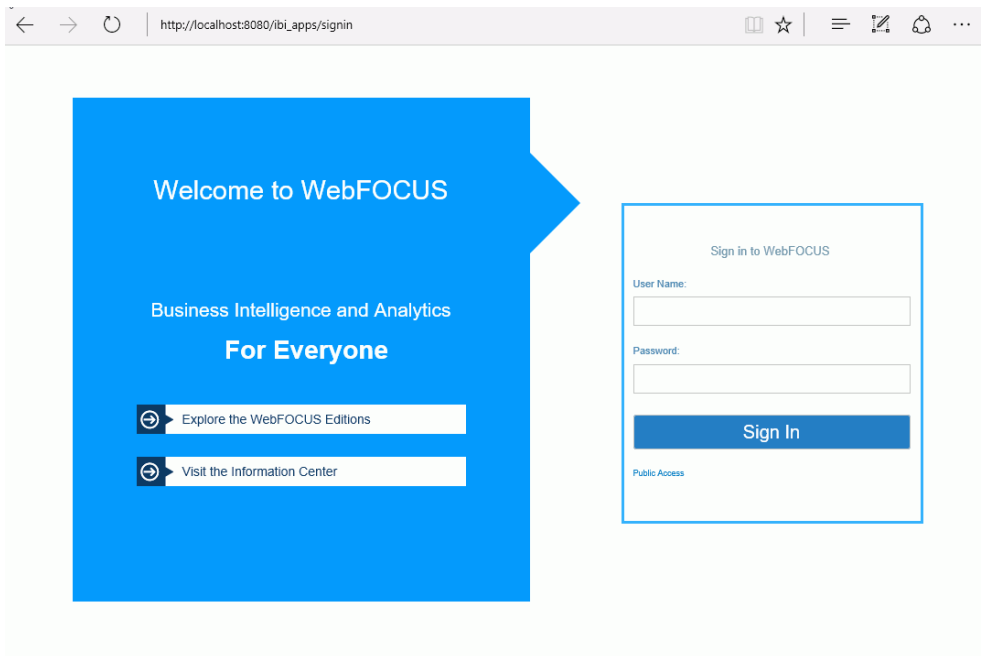 http://localhost:8080/ibi_apps/signin
Welcome to WebFOCUS
Business Intelligence and Analytics
For Everyone
Explore the WebFOCUS Editions
Visit the Information Center
Sign in to WebFOCUS
User Name:
Password:
Sign In
Public Access